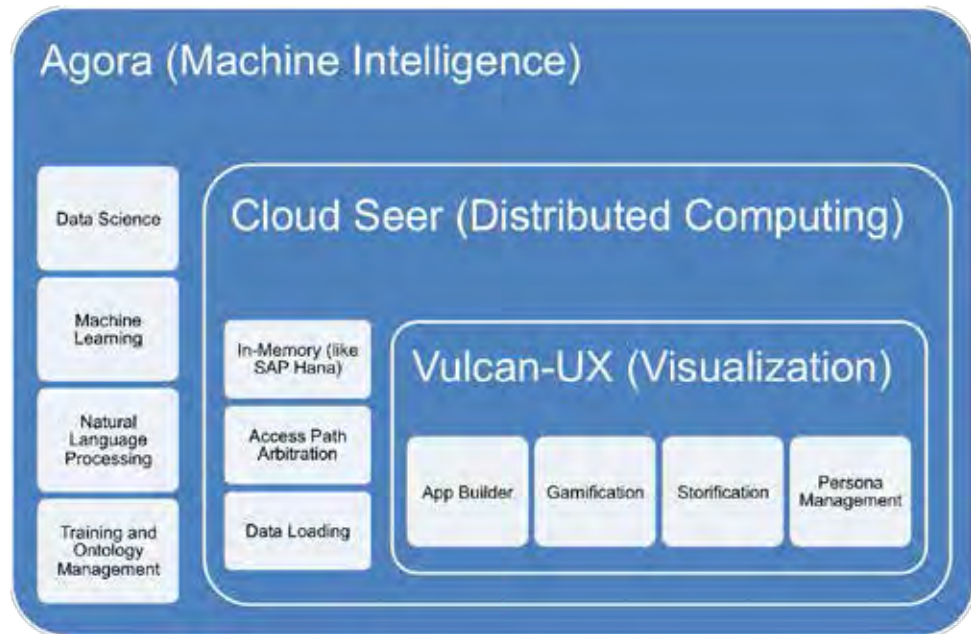 Agora (Machine Intelligence)
Data Science
Machine
Learning
Natural
Language
Processing
Training and
Ontology
Management
Cloud Seer (Distributed Computing)
In-Memory (like
SAP Hana)
Access Path
Arbitration
Data Loading
Vulcan-UX (Visualization)
App Builder
Gamification
Storification
Persona
Management